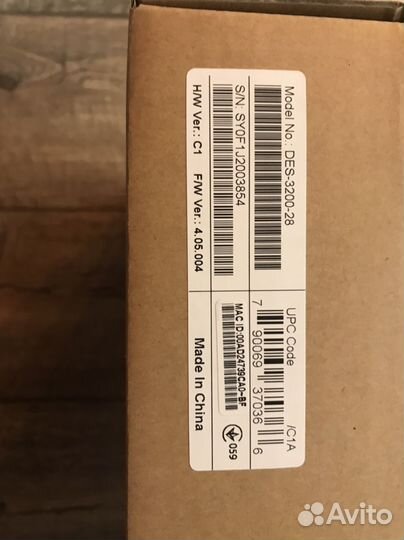 Model No.: DES-3200-28
S/N: SY0F1J2003854
H/W Ver.: C1 F/W Ver.: 4.05.004
UPC Code
/C1A
7 90069 37036 6
MAC ID:00AD24739CA0-BF
059
Made In China
Avito